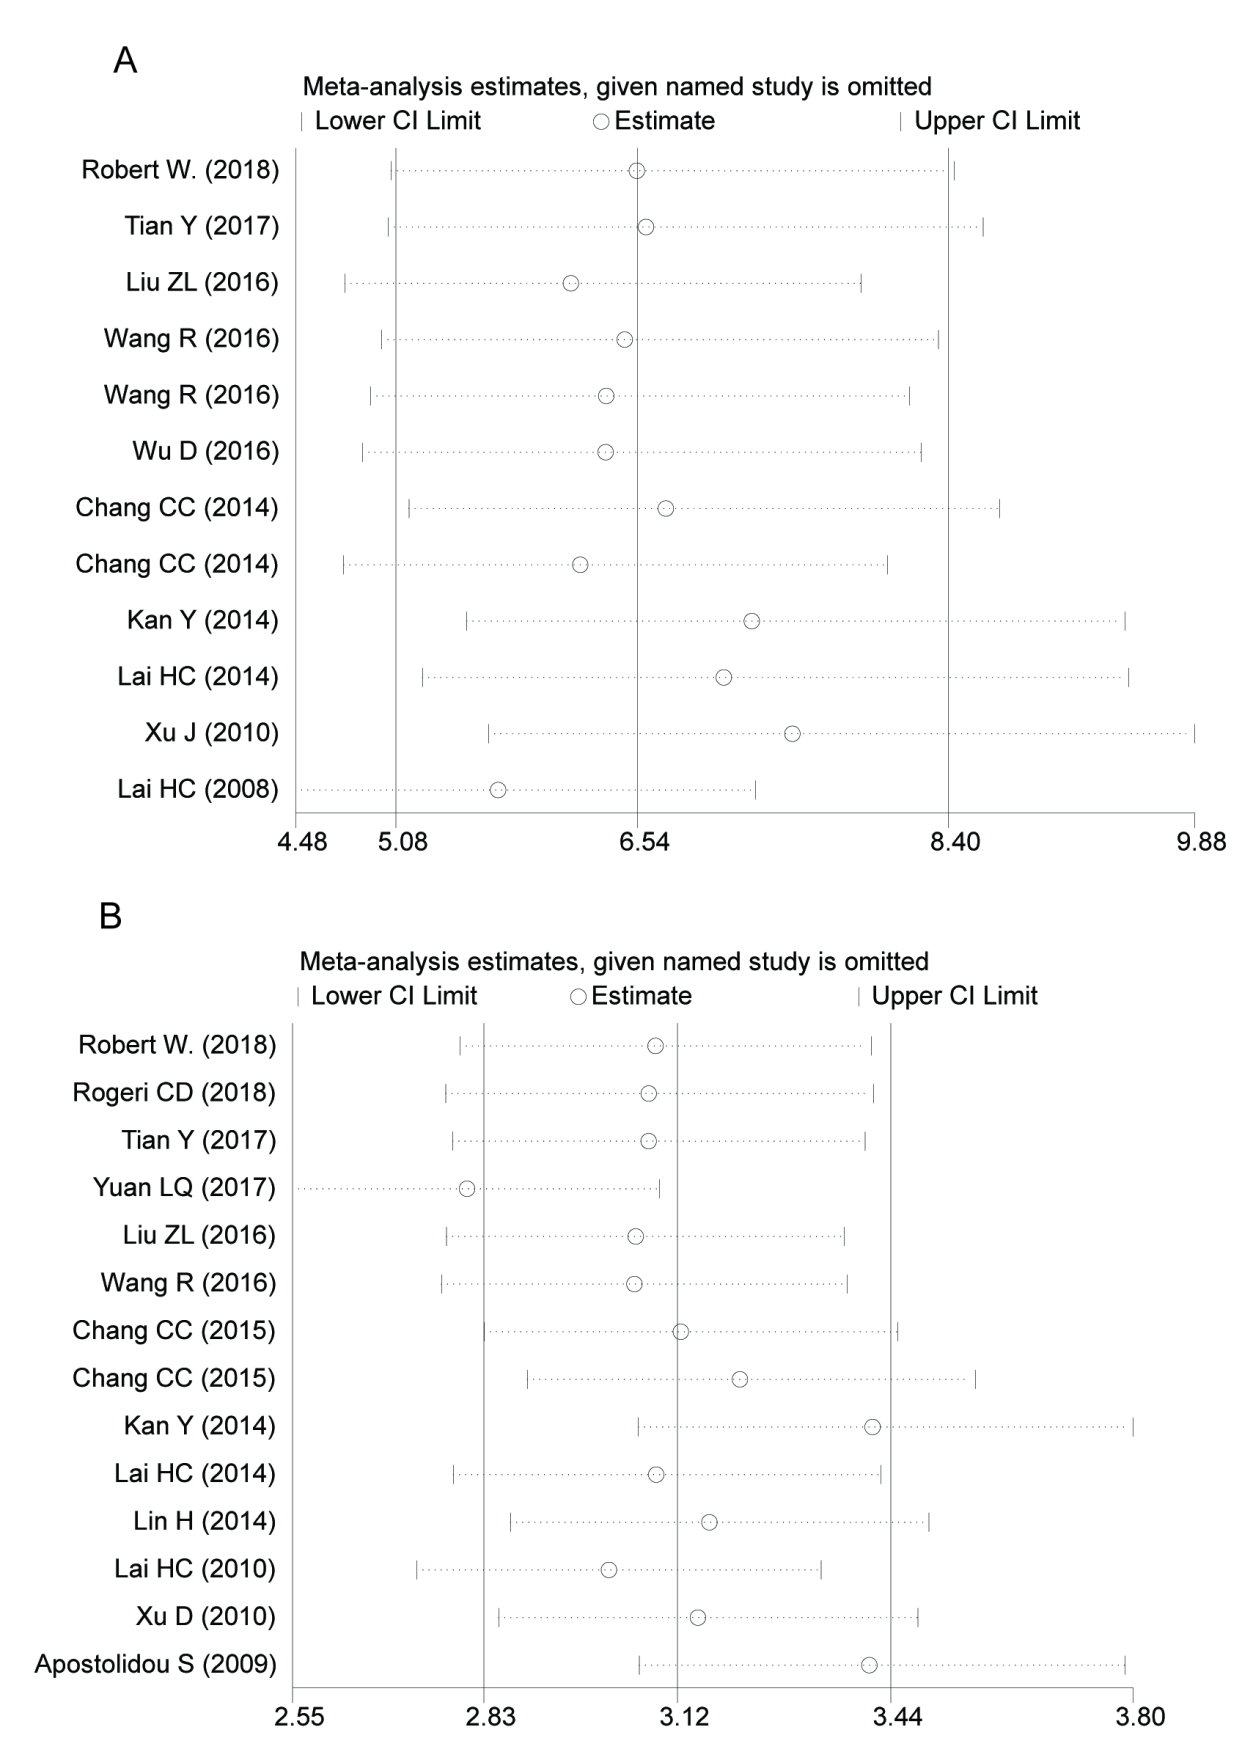 A
Meta-analysis estimates, given named study is omitted
Lower CI Limit Estimate Upper CI Limit
Robert W. (2018)
Tian Y (2017)
Liu ZL (2016)
Wang R (2016)
Wang R (2016)
Wu D (2016)
Chang CC (2014)
Chang CC (2014)
Kan Y (2014)
Lai HC (2014)
Xu J (2010)
Lai HC (2008)
4.48 5.08 6.54 8.40 9.88
B
Meta-analysis estimates, given named study is omitted
Lower CI Limit Estimate Upper CI Limit
Robert W. (2018)
Rogeri CD (2018)
Tian Y (2017)
Yuan LQ (2017)
Liu ZL (2016)
Wang R (2016)
Chang CC (2015)
Chang CC (2015)
Kan Y (2014)
Lai HC (2014)
Lin H (2014)
Lai HC (2010)
Xu D (2010)
Apostolidou S (2009)
2.55 2.83 3.12 3.44 3.80